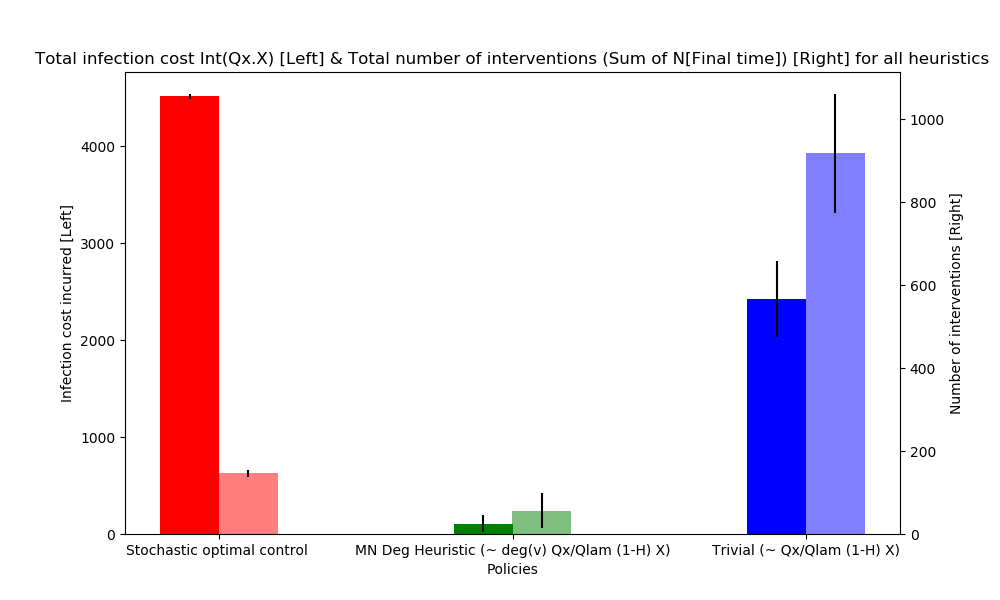 Total infection cost Int(Qx.X) [Left] & Total number of interventions (Sum of N[Final time]) [Right] for all heuristics
Infection cost incurred [Left]
4000
3000
2000
1000
0
1000
800
600
400
200
0
Number of interventions [Right]
Stochastic optimal control
MN Deg Heuristic (~ deg(v) Qx/Qlam (1-H) X)
Trivial (~ Qx/Qlam (1-H) X)
Policies